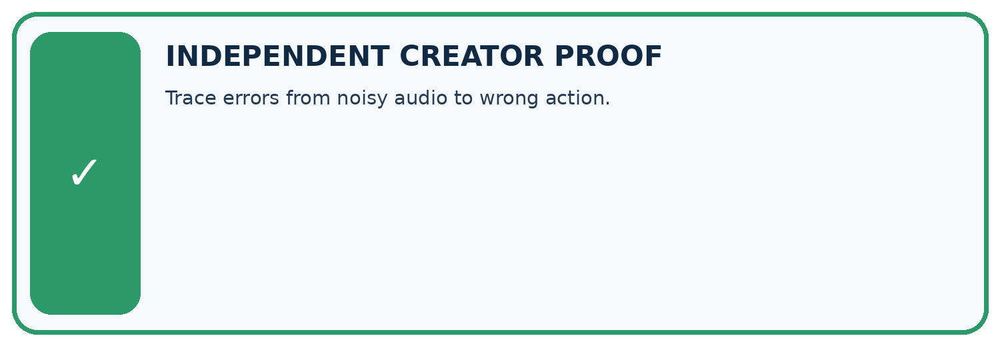 INDEPENDENT CREATOR PROOF
Trace errors from noisy audio to wrong action.
✓